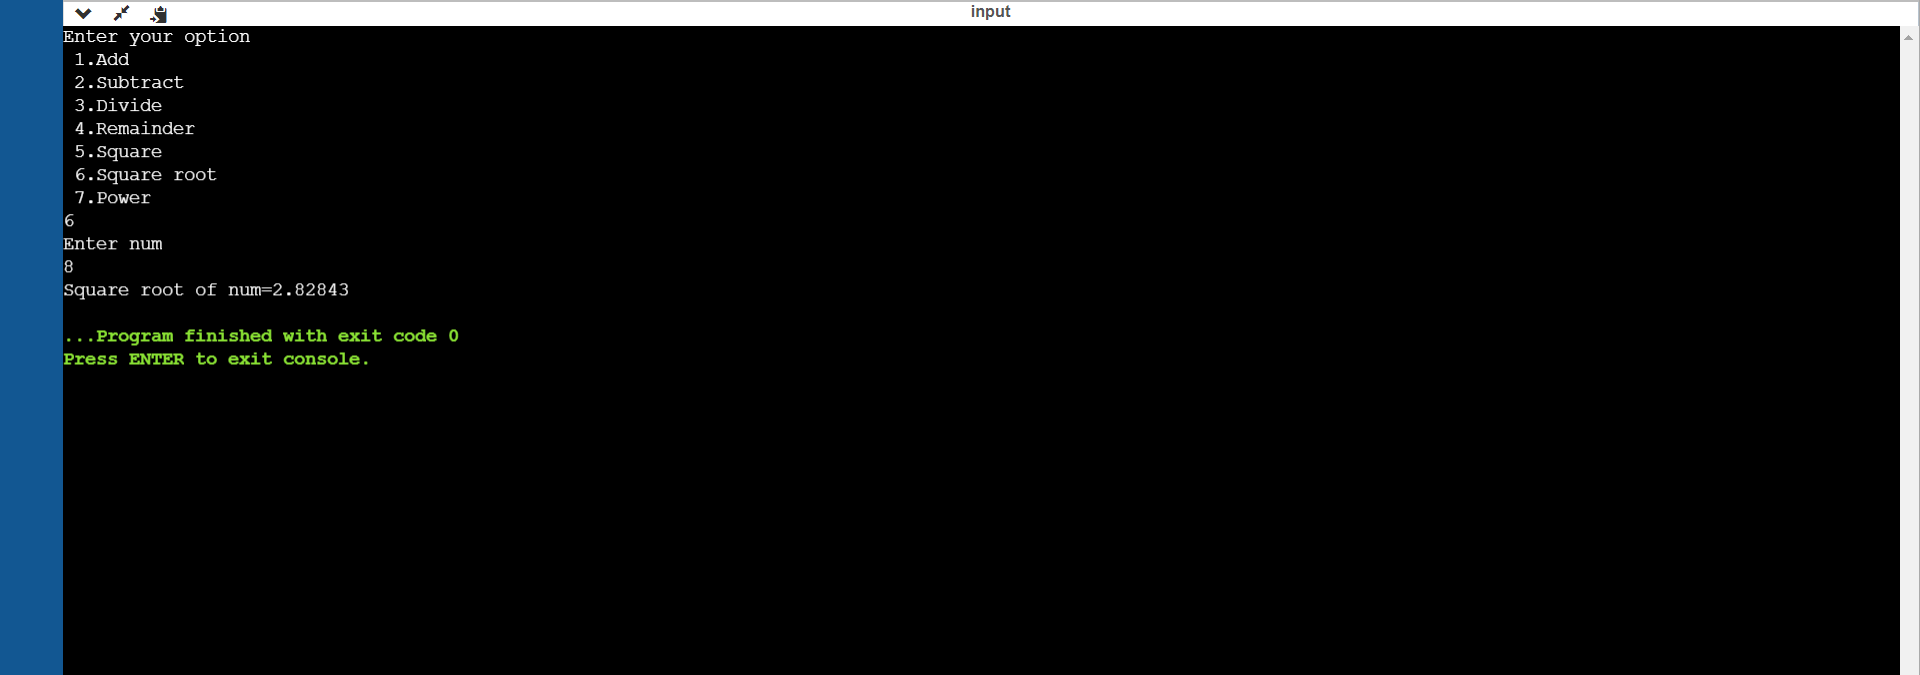 input
Enter your option
1.Add
2.Subtract
3.Divide
4.Remainder
5.Square
6.Square root
7.Power
6
Enter num
8
Square root of num=2.82843
...Program finished with exit code 0
Press ENTER to exit console.